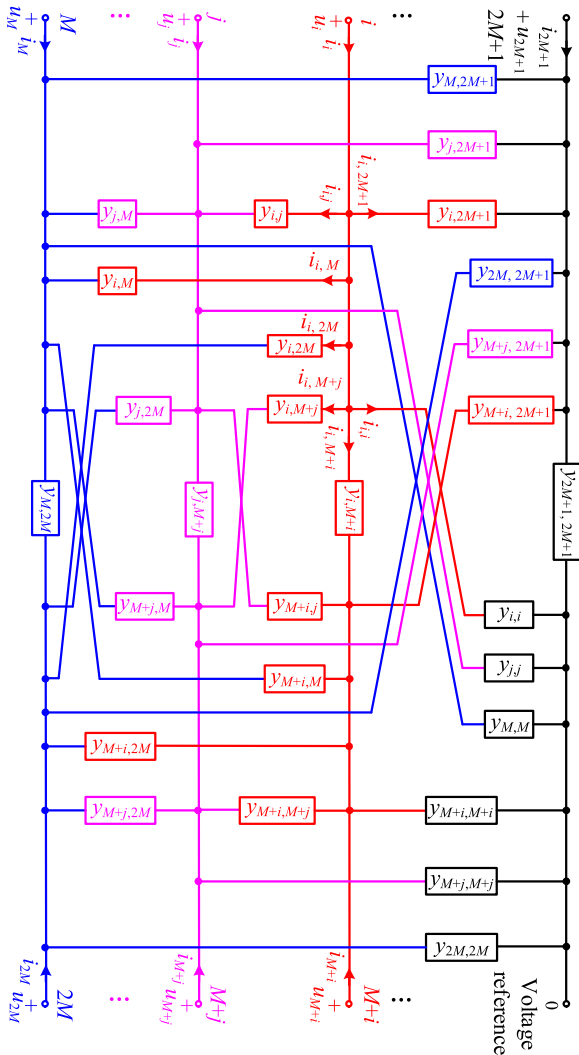 M
+ i_M
u_M
...
j
+ i_j
u_j
i
+ i_i
u_i
...
i_{2M+1}
+ u_{2M+1}
2M+1
y_{M,2M+1}
y_{j,2M+1}
y_{j,M}
y_{i,j}
i_{i,j}
i_{i, 2M+1}
y_{i,2M+1}
y_{i,M}
i_{i, M}
y_{2M, 2M+1}
i_{i, 2M}
y_{i,2M}
y_{M+j, 2M+1}
y_{j,2M}
i_{i, M+j}
y_{i,M+j}
i_{i, M+i}
i_{i,i}
y_{M+i, 2M+1}
y_{M,2M}
y_{j,M+j}
y_{i,M+i}
y_{2M+1, 2M+1}
y_{M+j,M}
y_{M+i,j}
y_{i,i}
y_{M+i,M}
y_{j,j}
y_{M,M}
y_{M+i,2M}
y_{M+j,2M}
y_{M+i,M+j}
y_{M+i,M+i}
y_{M+j,M+j}
y_{2M,2M}
i_{2M}
u_{2M} +
2M
...
i_{M+j}
u_{M+j} +
M+j
i_{M+i}
u_{M+i} +
M+i
...
0
Voltage
reference